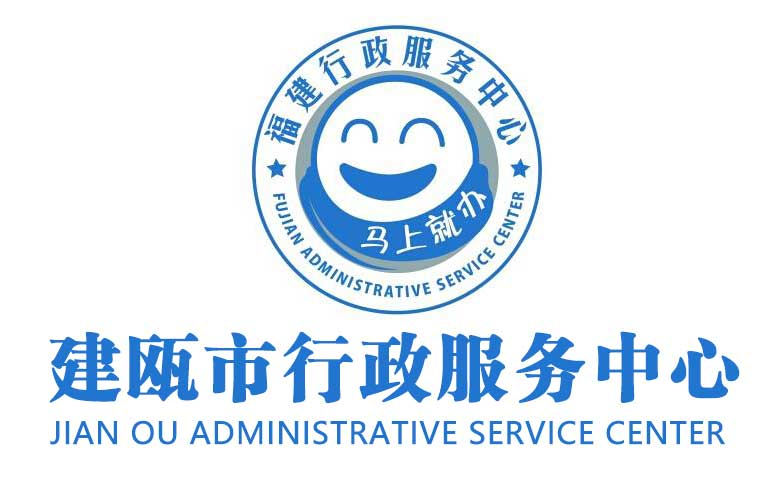 福建行政服务中心
马上就办
FUJIAN ADMINISTRATIVE SERVICE CENTER
建瓯市行政服务中心
JIAN OU ADMINISTRATIVE SERVICE CENTER